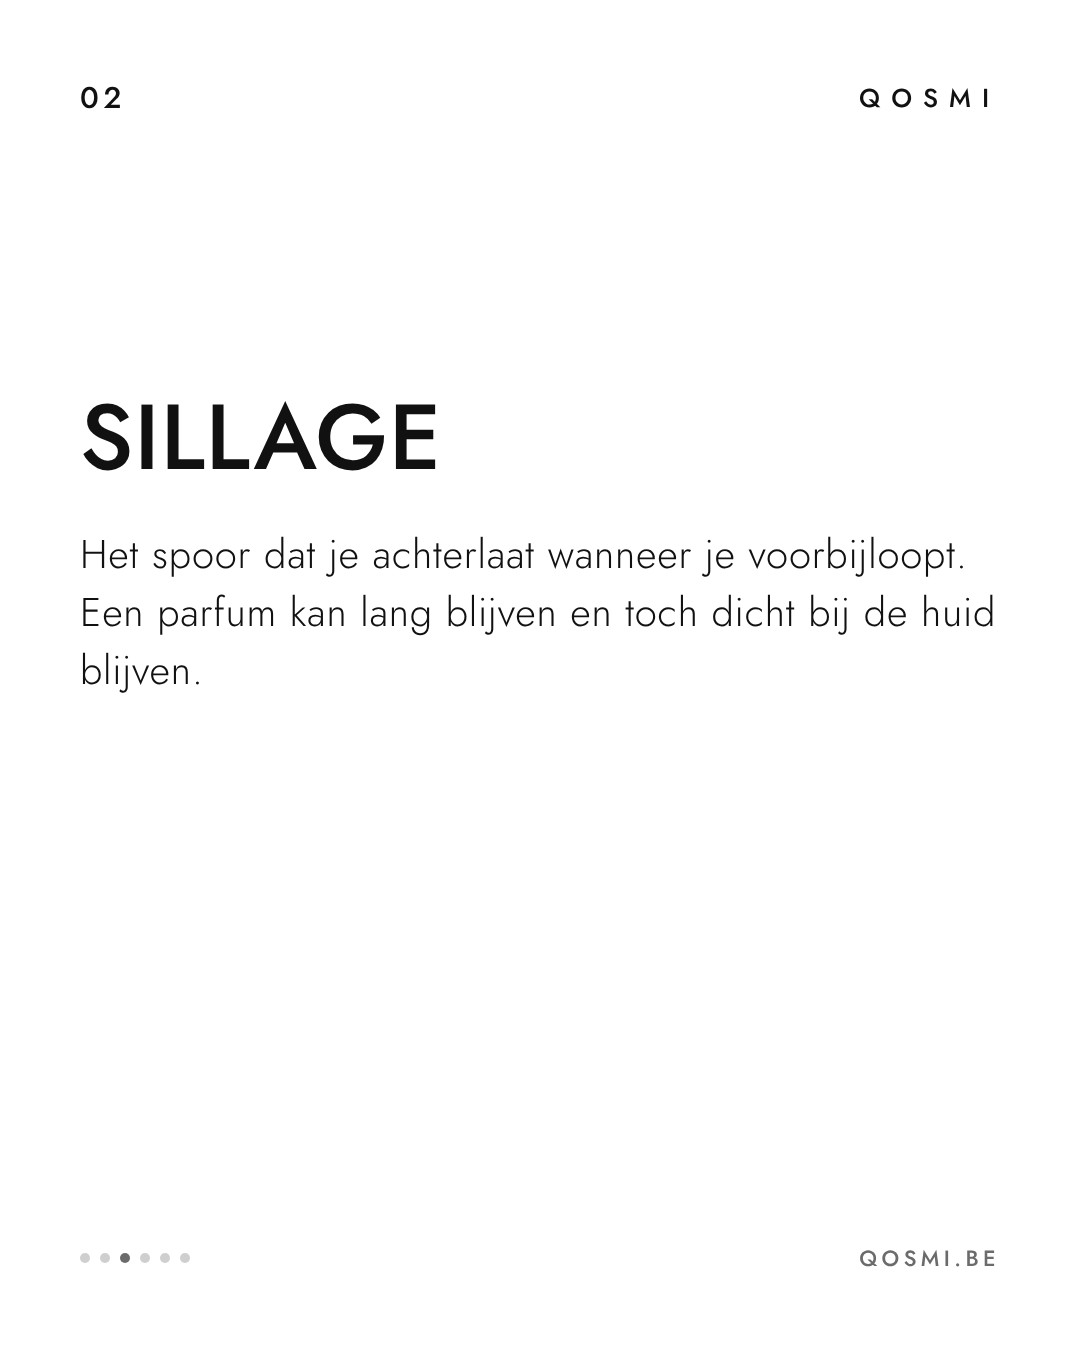 02
QOSMI
SILLAGE
Het spoor dat je achterlaat wanneer je voorbijloopt.
Een parfum kan lang blijven en toch dicht bij de huid
blijven.
QOSMI.BE